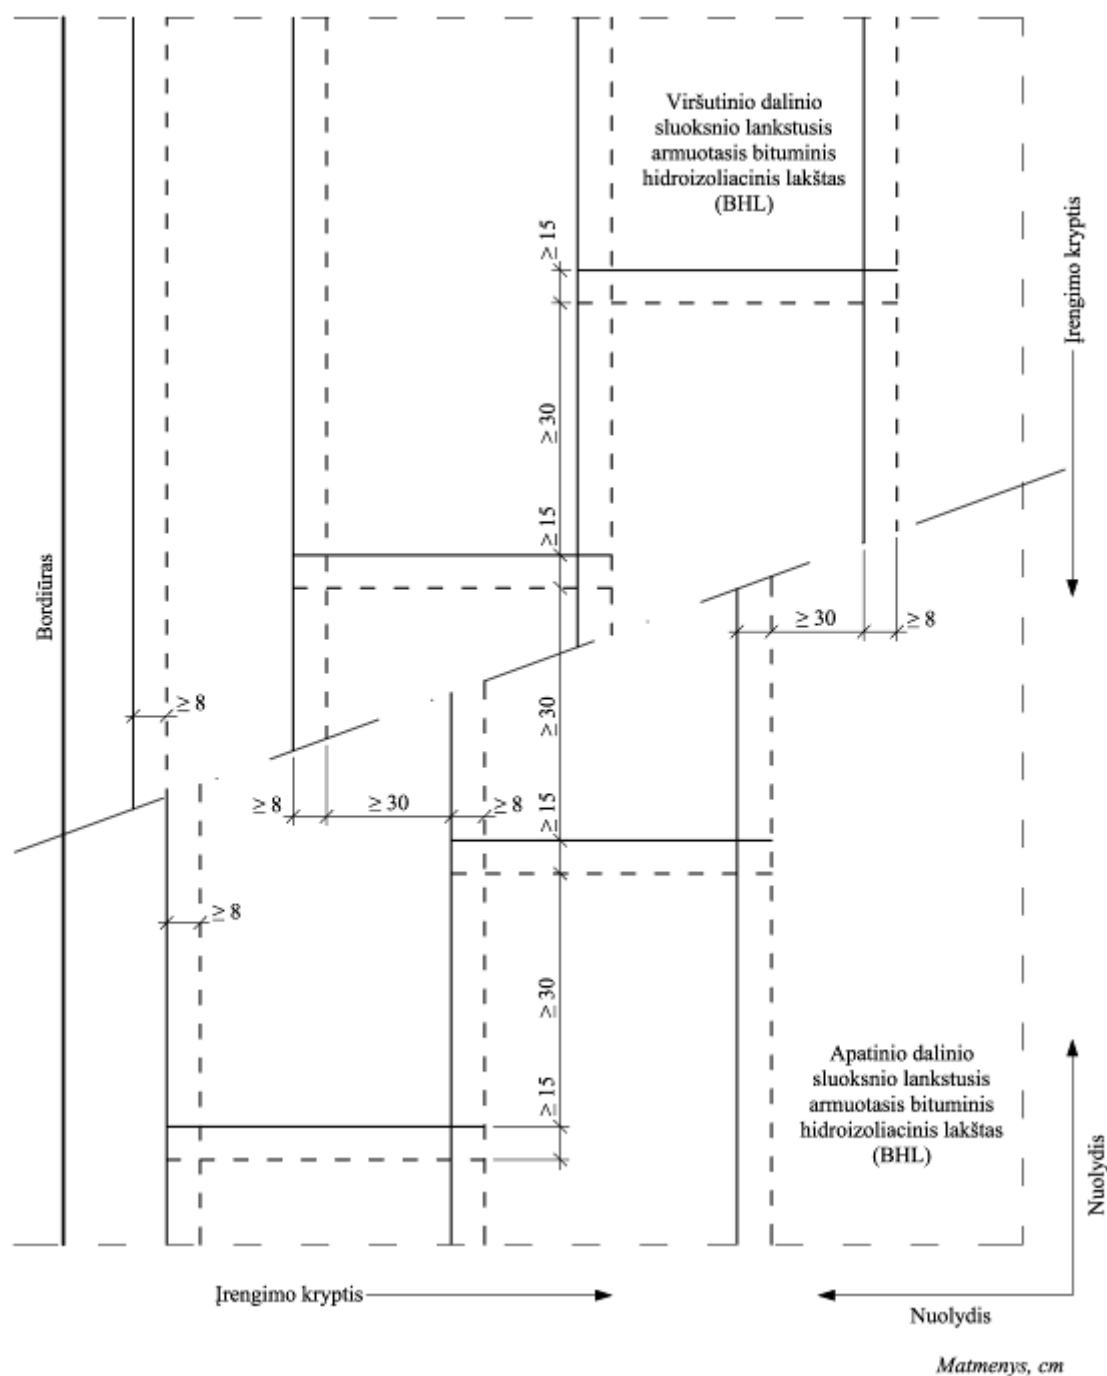 Viršutinio dalinio
sluoksnio lankstusis
armuotasis bituminis
hidroizoliacinis lakštas
(BHL)
≥ 15
Įrengimo kryptis
≥ 30
≥ 15
Bordiūras
≥ 30
≥ 8
≥ 8
≥ 30
≥ 8
≥ 30
≥ 8
≥ 15
≥ 8
≥ 30
Apatinio dalinio
sluoksnio lankstusis
armuotasis bituminis
hidroizoliacinis lakštas
(BHL)
≥ 15
Nuolydis
Įrengimo kryptis
Nuolydis
Matmenys, cm